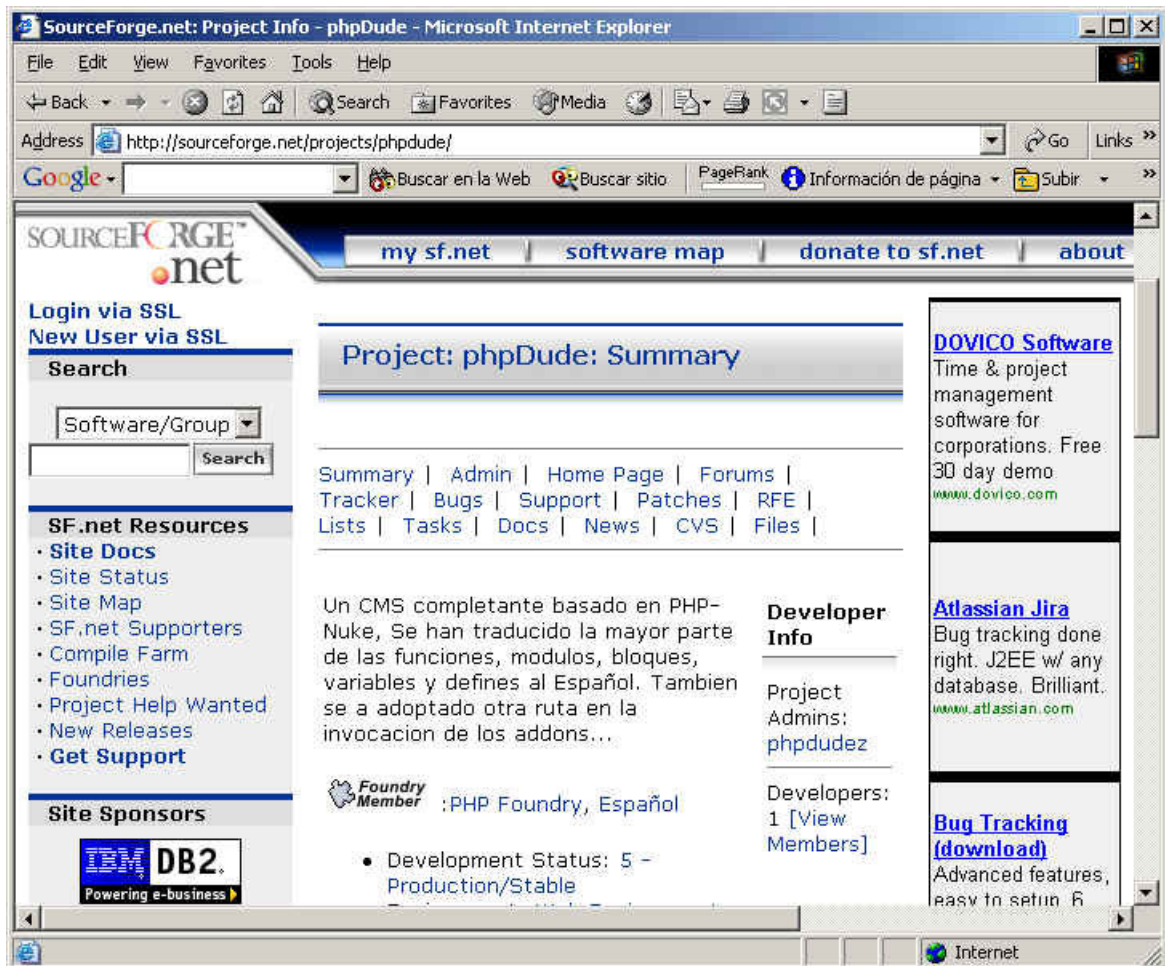 SourceForge.net: Project Info - phpDude - Microsoft Internet Explorer
File Edit View Favorites Tools Help
Back Search Favorites Media
Address http://sourceforge.net/projects/phpdude/ Go Links »
Google Buscar en la Web Buscar sitio PageRank Información de página Subir »
SOURCEFORGE™
.net
my sf.net software map donate to sf.net about
Login via SSL
New User via SSL
Search
Software/Group
Search
SF.net Resources
· Site Docs
· Site Status
· Site Map
· SF.net Supporters
· Compile Farm
· Foundries
· Project Help Wanted
· New Releases
· Get Support
Site Sponsors
IBM DB2.
Powering e-business
Project: phpDude: Summary
Summary | Admin | Home Page | Forums |
Tracker | Bugs | Support | Patches | RFE |
Lists | Tasks | Docs | News | CVS | Files |
Un CMS completante basado en PHP-
Nuke, Se han traducido la mayor parte
de las funciones, modulos, bloques,
variables y defines al Español. Tambien
se a adoptado otra ruta en la
invocacion de los addons...
Foundry
Member :PHP Foundry, Español
• Development Status: 5 -
Production/Stable
Developer
Info
Project
Admins:
phpdudez
Developers:
1 [View
Members]
DOVICO Software
Time & project
management
software for
corporations. Free
30 day demo
www.dovico.com
Atlassian Jira
Bug tracking done
right. J2EE w/ any
database. Brilliant.
www.atlassian.com
Bug Tracking
(download)
Advanced features,
easy to setup. 6
Internet